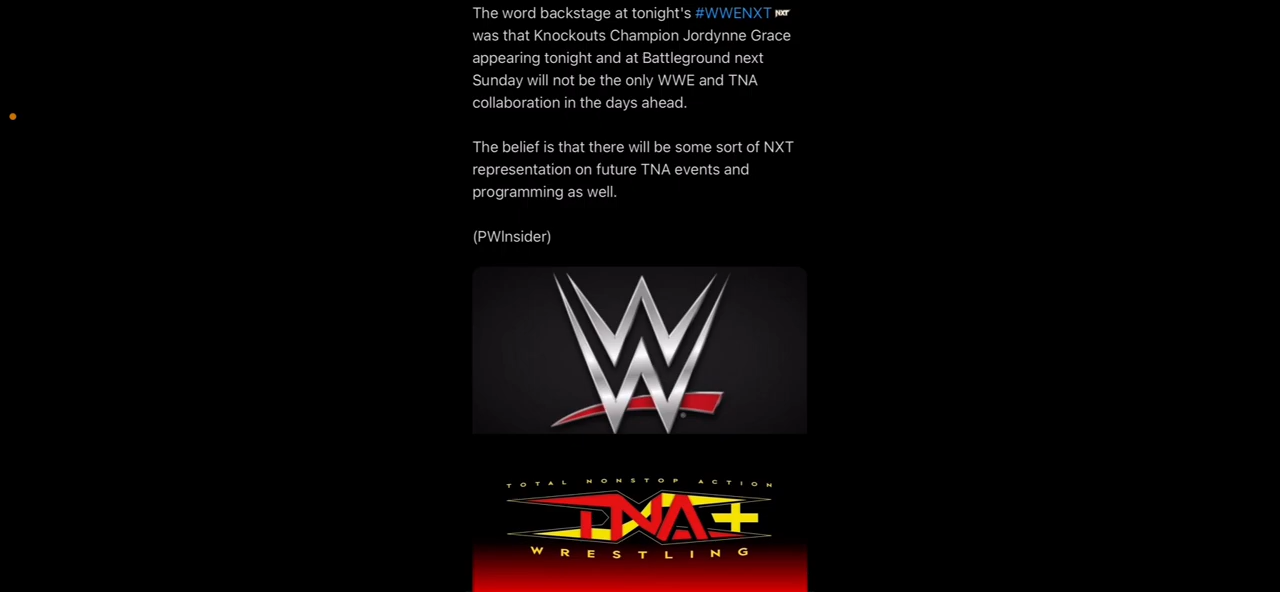 The word backstage at tonight's #WWENXT NXT
was that Knockouts Champion Jordynne Grace
appearing tonight and at Battleground next
Sunday will not be the only WWE and TNA
collaboration in the days ahead.
The belief is that there will be some sort of NXT
representation on future TNA events and
programming as well.
(PWInsider)
W
TOTAL NONSTOP ACTION
TNA+
WRESTLING